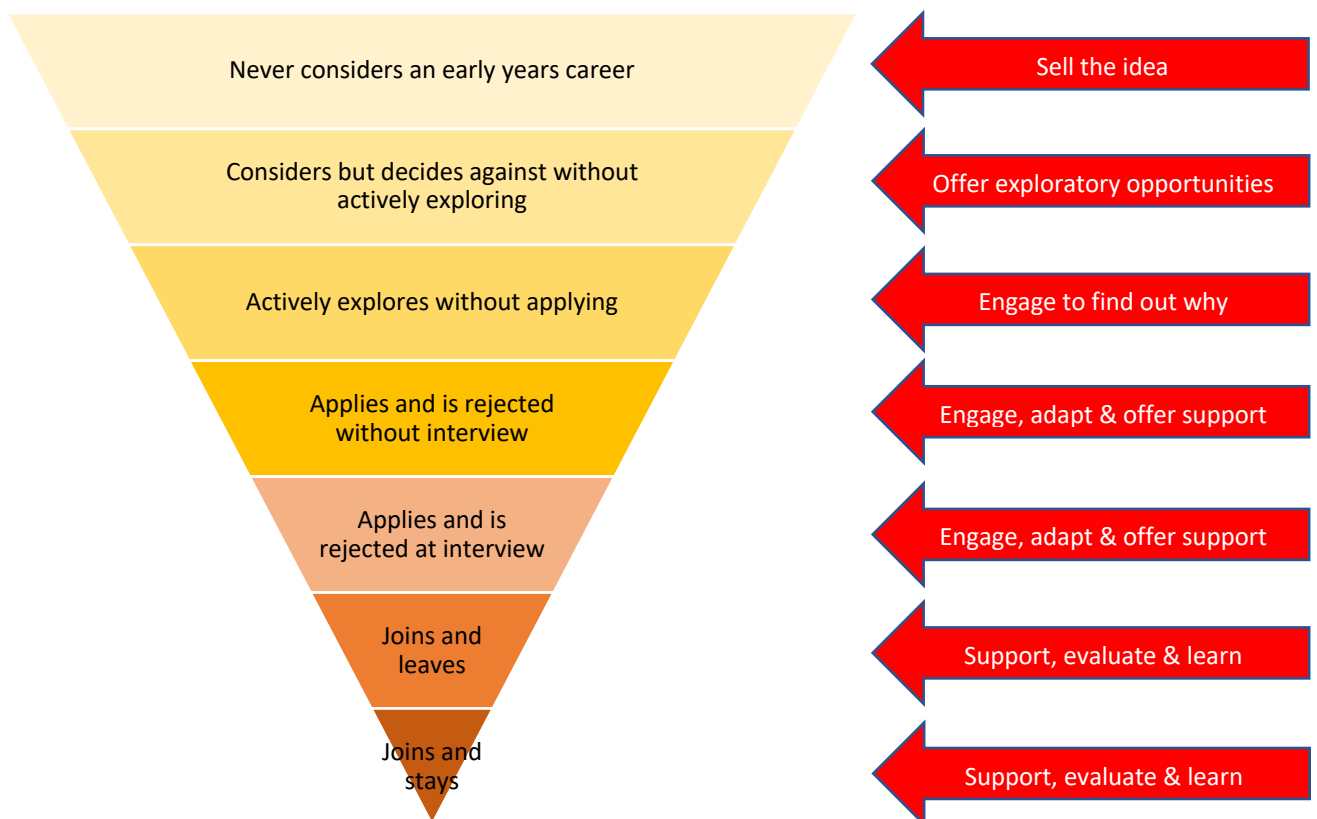 Never considers an early years career
Sell the idea
Considers but decides against without
actively exploring
Offer exploratory opportunities
Actively explores without applying
Engage to find out why
Applies and is rejected
without interview
Engage, adapt & offer support
Applies and is
rejected at interview
Engage, adapt & offer support
Joins and
leaves
Support, evaluate & learn
Joins and
stays
Support, evaluate & learn